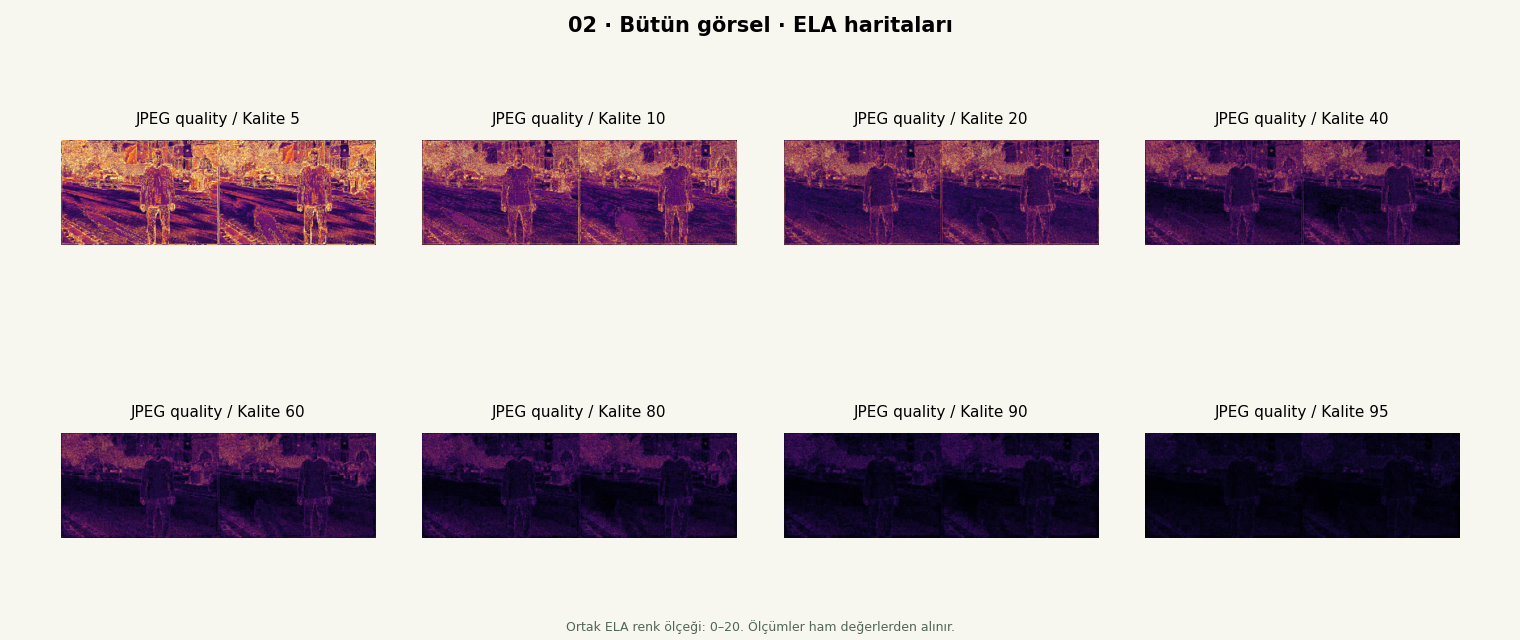 02 · Bütün görsel · ELA haritaları
JPEG quality / Kalite 5
JPEG quality / Kalite 10
JPEG quality / Kalite 20
JPEG quality / Kalite 40
JPEG quality / Kalite 60
JPEG quality / Kalite 80
JPEG quality / Kalite 90
JPEG quality / Kalite 95
Ortak ELA renk ölçeği: 0–20. Ölçümler ham değerlerden alınır.